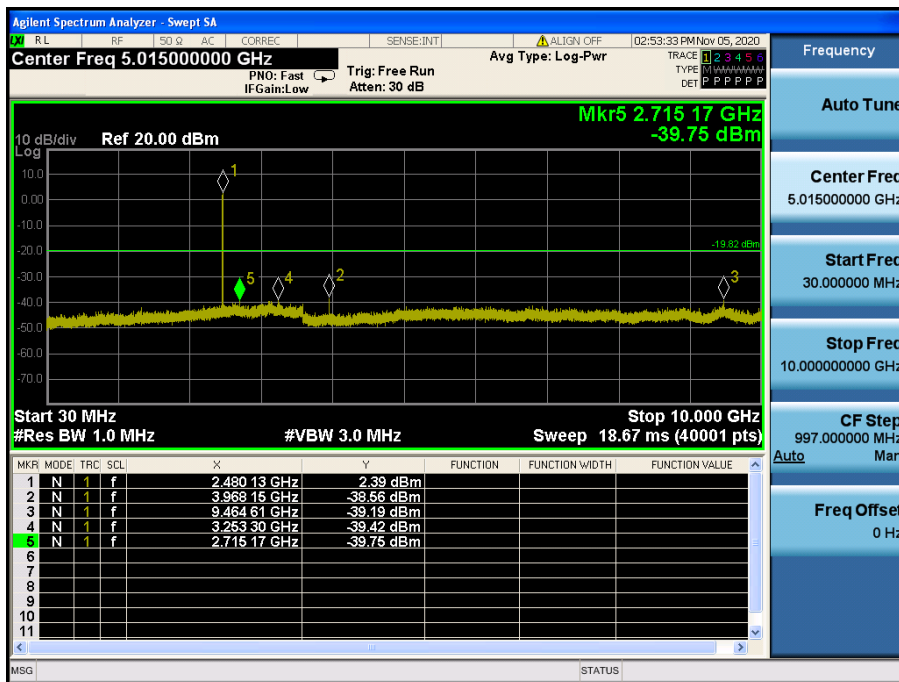 Agilent Spectrum Analyzer - Swept SA
LXI RL RF 50 Ω AC CORREC SENSE:INT ALIGN OFF 02:53:33 PM Nov 05, 2020
Center Freq 5.015000000 GHz
PNO: Fast
IFGain:Low
Trig: Free Run
Atten: 30 dB
Avg Type: Log-Pwr
TRACE 1 2 3 4 5 6
TYPE MWWWWW
DET P P P P P P
Mkr5 2.715 17 GHz
-39.75 dBm
10 dB/div Ref 20.00 dBm
Log
10.0
0.00
-10.0
-20.0
-30.0
-40.0
-50.0
-60.0
-70.0
1
5
4
2
3
-19.82 dBm
Start 30 MHz Stop 10.000 GHz
#Res BW 1.0 MHz #VBW 3.0 MHz Sweep 18.67 ms (40001 pts)
MKR MODE TRC SCL X Y FUNCTION FUNCTION WIDTH FUNCTION VALUE
1 N 1 f 2.480 13 GHz 2.39 dBm
2 N 1 f 3.968 15 GHz -38.56 dBm
3 N 1 f 9.464 61 GHz -39.19 dBm
4 N 1 f 3.253 30 GHz -39.42 dBm
5 N 1 f 2.715 17 GHz -39.75 dBm
6
7
8
9
10
11
MSG STATUS
Frequency
Auto Tune
Center Freq
5.015000000 GHz
Start Freq
30.000000 MHz
Stop Freq
10.000000000 GHz
CF Step
997.000000 MHz
Auto Man
Freq Offset
0 Hz